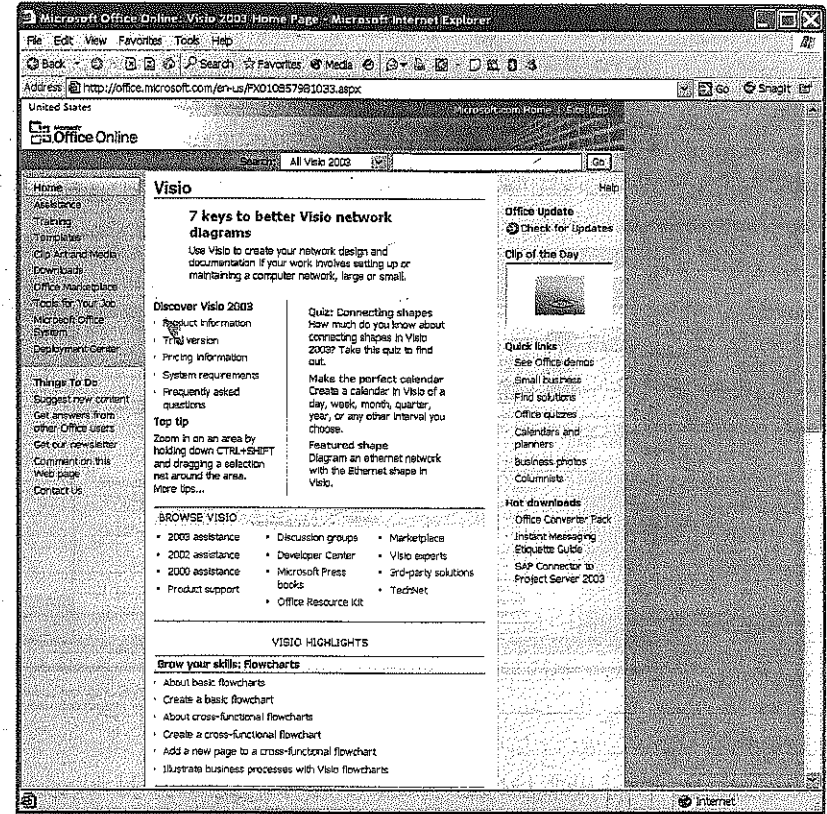 Microsoft Office Online: Visio 2003 Home Page - Microsoft Internet Explorer
File Edit View Favorites Tools Help
Back Search Favorites Media
Address http://office.microsoft.com/en-us/FX010857981033.aspx Go SnagIt
United States
Microsoft.com Home Site Map
Microsoft
Office Online
Search: All Visio 2003 Go
Home
Assistance
Training
Templates
Clip Art and Media
Downloads
Office Marketplace
Tools for Your Job
Microsoft Office
System
Deployment Center
Things To Do
Suggest new content
Get answers from
other Office users
Get our newsletter
Comment on this
Web page
Contact Us
Visio
7 keys to better Visio network
diagrams
Use Visio to create your network design and
documentation if your work involves setting up or
maintaining a computer network, large or small.
Discover Visio 2003
Product information
Trial version
Pricing information
System requirements
Frequently asked
questions
Top tip
Zoom in on an area by
holding down CTRL+SHIFT
and dragging a selection
net around the area.
More tips...
Quiz: Connecting shapes
How much do you know about
connecting shapes in Visio
2003? Take this quiz to find
out.
Make the perfect calendar
Create a calendar in Visio of a
day, week, month, quarter,
year, or any other interval you
choose.
Featured shape
Diagram an ethernet network
with the Ethernet shape in
Visio.
BROWSE VISIO
• 2003 assistance
• 2002 assistance
• 2000 assistance
• Product support
• Discussion groups
• Developer Center
• Microsoft Press
books
• Office Resource Kit
• Marketplace
• Visio experts
• 3rd-party solutions
• TechNet
VISIO HIGHLIGHTS
Grow your skills: Flowcharts
About basic flowcharts
Create a basic flowchart
About cross-functional flowcharts
Create a cross-functional flowchart
Add a new page to a cross-functional flowchart
Illustrate business processes with Visio flowcharts
Help
Office Update
Check for Updates
Clip of the Day
Quick links
See Office demos
Small business
Find solutions
Office quizzes
Calendars and
planners
Business photos
Columnists
Hot downloads
Office Converter Pack
Instant Messaging
Etiquette Guide
SAP Connector to
Project Server 2003
Internet